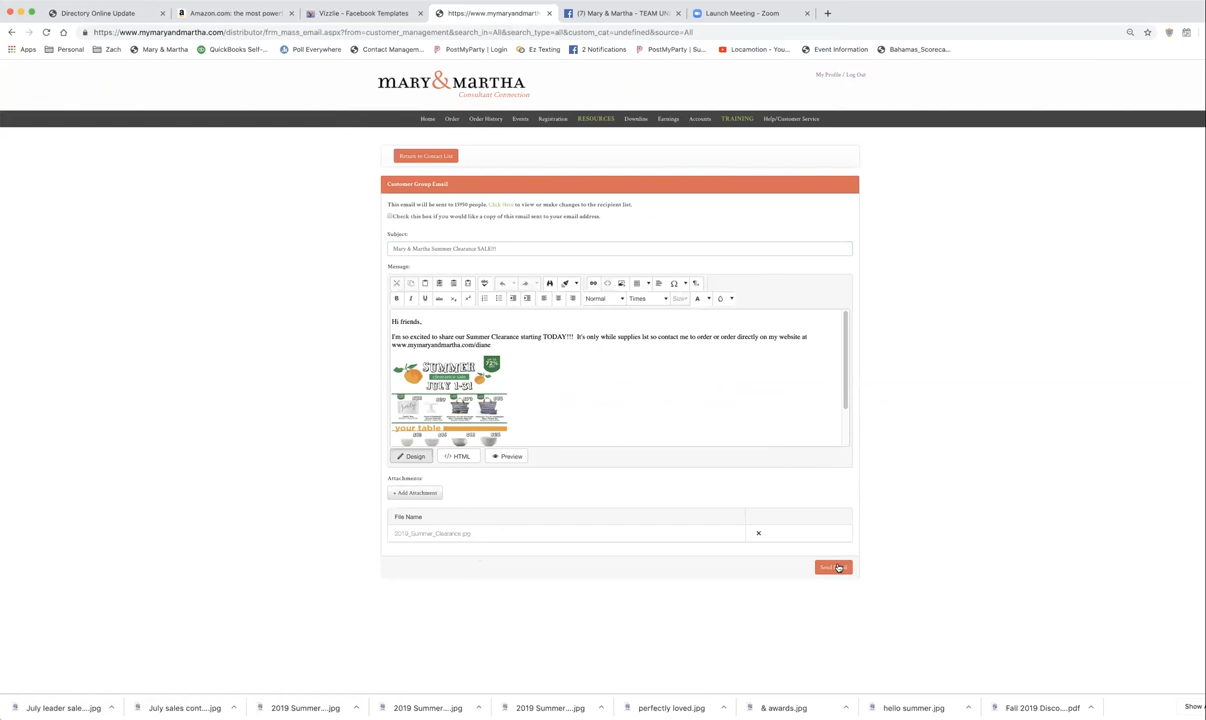 Directory Online Update
Amazon.com: the most power
Vizzlie - Facebook Templates
https://www.mymaryandmarth
(7) Mary & Martha - TEAM UN
Launch Meeting - Zoom
https://www.mymaryandmartha.com/distributor/frm_mass_email.aspx?from=customer_management&search_in=All&search_type=all&custom_cat=undefined&source=All
Apps Personal Zach Mary & Martha QuickBooks Self-... Poll Everywhere Contact Managem... PostMyParty | Login Ez Texting 2 Notifications PostMyParty | Su... Locamotion - You... Event Information Bahamas_Scoreca...
MARY & MARTHA
Consultant Connection
My Profile / Log Out
Home Order Order History Events Registration RESOURCES Downline Earnings Accounts TRAINING Help/Customer Service
Return to Contact List
Customer Group Email
This email will be sent to 13950 people. Click Here to view or make changes to the recipient list.
Check this box if you would like a copy of this email sent to your email address.
Subject:
Mary & Martha Summer Clearance SALE!!!
Message:
Normal Times Size
Hi friends,
I'm so excited to share our Summer Clearance starting TODAY!!! It's only while supplies lst so contact me to order or order directly on my website at
www.mymaryandmartha.com/diane
72%
SUMMER
clearance sale
JULY 1-31
your table
Design HTML Preview
Attachments:
+ Add Attachment
File Name
2019_Summer_Clearance.jpg
Send
July leader sale....jpg July sales cont....jpg 2019 Summer....jpg 2019 Summer....jpg 2019 Summer....jpg perfectly loved.jpg & awards.jpg hello summer.jpg Fall 2019 Disco....pdf Show